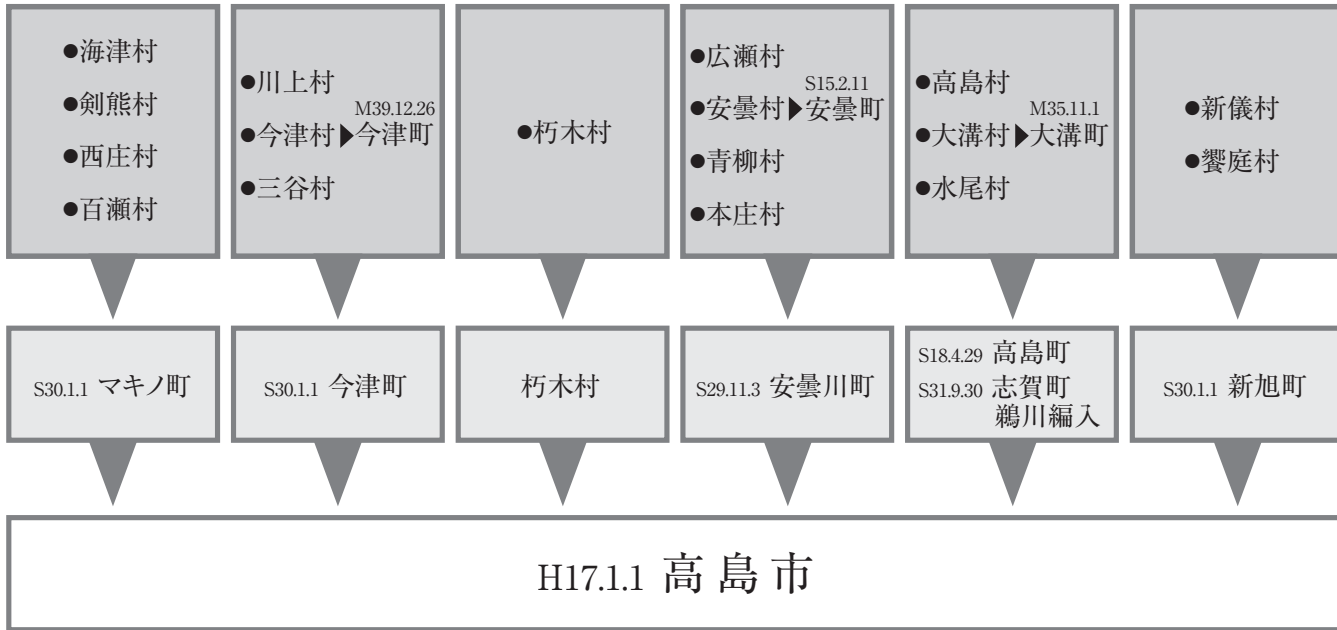 ●海津村
●剣熊村
●西庄村
●百瀬村
●川上村
M39.12.26
●今津村▶今津町
●三谷村
●朽木村
●広瀬村
S15.2.11
●安曇村▶安曇町
●青柳村
●本庄村
●高島村
M35.11.1
●大溝村▶大溝町
●水尾村
●新儀村
●饗庭村
S30.1.1 マキノ町
S30.1.1 今津町
朽木村
S29.11.3 安曇川町
S18.4.29 高島町
S31.9.30 志賀町
鵜川編入
S30.1.1 新旭町
H17.1.1 高島市